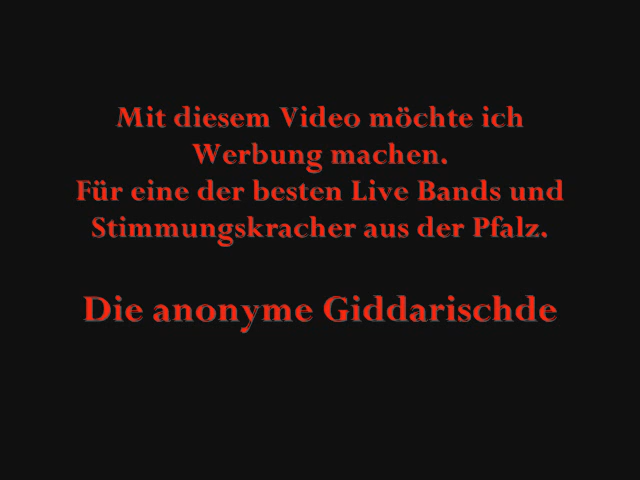 Mit diesem Video möchte ich
Werbung machen.
Für eine der besten Live Bands und
Stimmungskracher aus der Pfalz.
Die anonyme Giddarischde